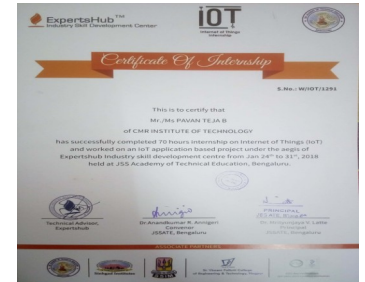 ExpertsHub™
Industry Skill Development Center
IOT
Internet of Things
Internship
Certificate Of Internship
S.No.: W/IOT/1291
This is to certify that
Mr./Ms. PAVAN TEJA B
of CMR INSTITUTE OF TECHNOLOGY
has successfully completed 70 hours internship on Internet of Things (IoT)
and worked on an IoT application based project under the aegis of
Expertshub Industry skill development centre from Jan 24th to 31st, 2018
held at JSS Academy of Technical Education, Bengaluru.
Technical Advisor,
Expertshub
Convenor
JSSATE, Bengaluru
PRINCIPAL
Principal
JSSATE, Bengaluru
ASSOCIATE PARTNERS